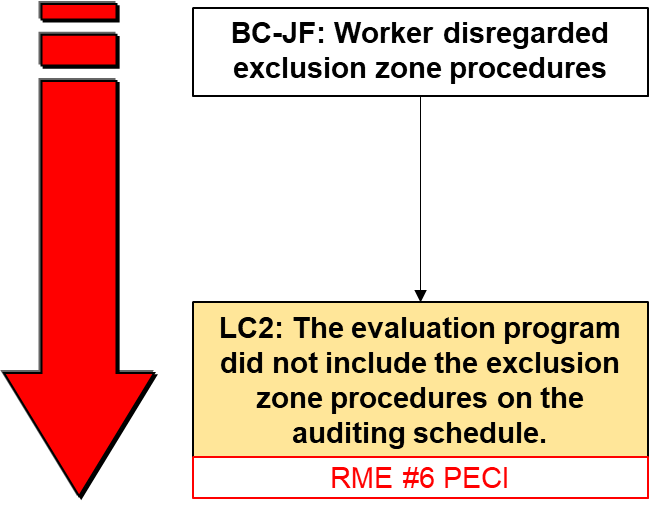 BC-JF: Worker disregarded
exclusion zone procedures
LC2: The evaluation program
did not include the exclusion
zone procedures on the
auditing schedule.
RME #6 PECI